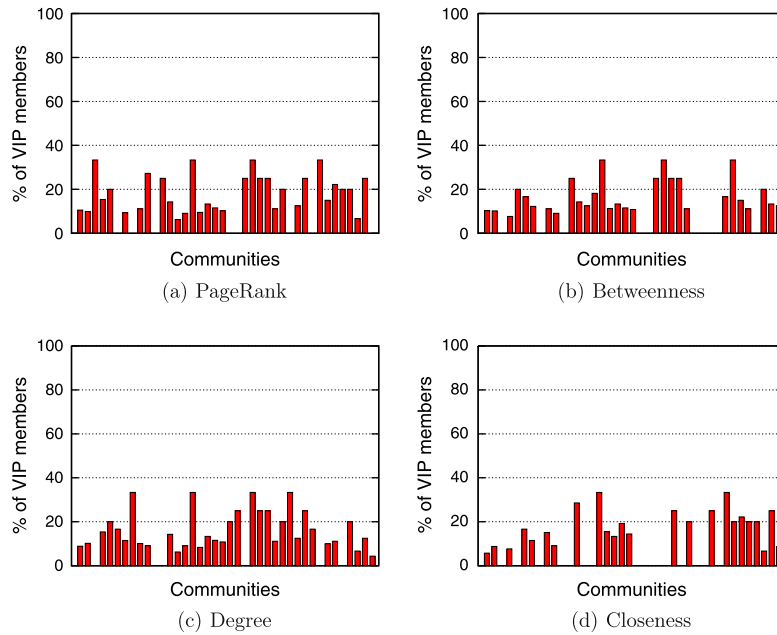 100
80
60
40
20
0
% of VIP members
Communities
(a) PageRank
100
80
60
40
20
0
% of VIP members
Communities
(b) Betweenness
100
80
60
40
20
0
% of VIP members
Communities
(c) Degree
100
80
60
40
20
0
% of VIP members
Communities
(d) Closeness